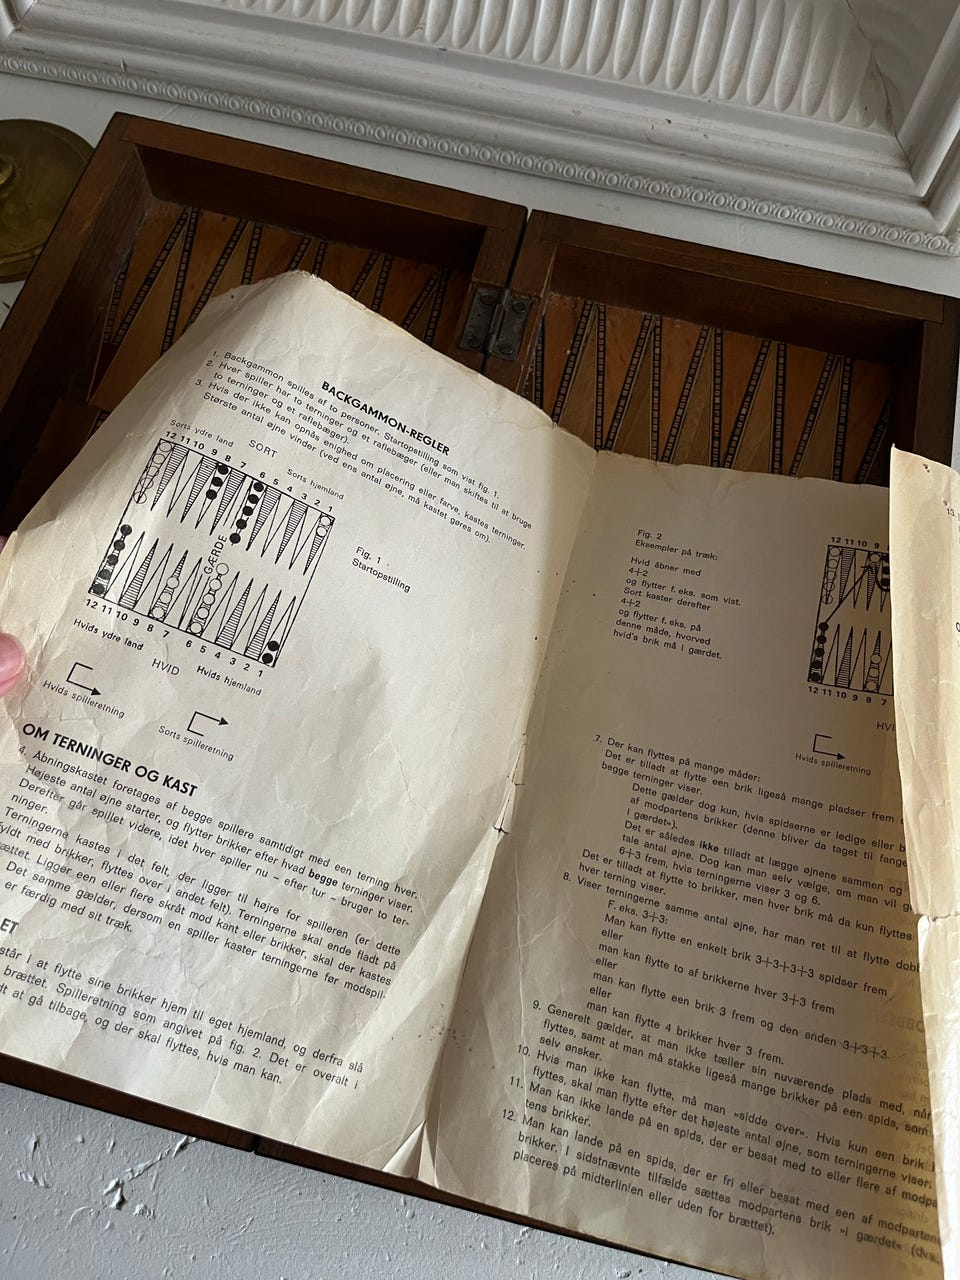 BACKGAMMON-REGLER
1. Backgammon spilles af to personer. Startopstilling som vist fig. 1.
2. Hver spiller har to terninger og et raflebæger (eller man skiftes til at bruge
to terninger og et raflebæger).
3. Hvis der ikke kan opnås enighed om placering eller farve, kastes terninger.
Største antal øjne vinder (ved ens antal øjne, må kastet gøres om).
Sorts ydre land SORT Sorts hjemland
12 11 10 9 8 7 6 5 4 3 2 1
GÆRDE
12 11 10 9 8 7 6 5 4 3 2 1
Hvids ydre land HVID Hvids hjemland
Fig. 1
Startopstilling
Hvids spilleretning
Sorts spilleretning
OM TERNINGER OG KAST
4. Åbningskastet foretages af begge spillere samtidigt med een terning hver.
Højeste antal øjne starter, og flytter brikker efter hvad begge terninger viser.
Derefter går spillet videre, idet hver spiller nu – efter tur – bruger to ter-
ninger.
Terningerne kastes i det felt, der ligger til højre for spilleren (er dette
fyldt med brikker, flyttes over i andet felt). Terningerne skal ende fladt på
brættet. Ligger een eller flere skråt mod kant eller brikker, skal der kastes
Det samme gælder, dersom en spiller kaster terningerne før modspil-
er færdig med sit træk.
står i at flytte sine brikker hjem til eget hjemland, og derfra slå
brættet. Spilleretning som angivet på fig. 2. Det er overalt i
at gå tilbage, og der skal flyttes, hvis man kan.
Fig. 2
Eksempler på træk:
Hvid åbner med
4+2
og flytter f. eks. som vist.
Sort kaster derefter
4+2
og flytter f. eks. på
denne måde, hvorved
hvid's brik må i gærdet.
12 11 10 9
12 11 10 9 8 7
Hvids spilleretning
7. Der kan flyttes på mange måder:
Det er tilladt at flytte en brik ligeså mange pladser frem
begge terninger viser.
Dette gælder dog kun, hvis spidserne er ledige eller
af modpartens brikker (denne bliver da taget til fange
i gærdet»).
Det er således ikke tilladt at lægge øjnene sammen og
tale antal øjne. Dog kan man selv vælge, om man vil
6+3 frem, hvis terningerne viser 3 og 6.
Det er tilladt at flytte to brikker, men hver brik må da kun flyttes
hver terning viser.
8. Viser terningerne samme antal øjne, har man ret til at flytte
F. eks. 3+3:
Man kan flytte en enkelt brik 3+3+3+3 spidser frem
eller
man kan flytte to af brikkerne hver 3+3 frem
eller
man kan flytte een brik 3 frem og den anden 3+3+3
eller
man kan flytte 4 brikker hver 3 frem.
9. Generelt gælder, at man ikke tæller sin nuværende plads med, når
flyttes, samt at man må stakke ligeså mange brikker på een spids, som
selv ønsker.
10. Hvis man ikke kan flytte, må man »sidde over«. Hvis kun een brik
flyttes, skal man flytte efter det højeste antal øjne, som terningerne viser.
11. Man kan ikke lande på en spids, der er besat med to eller flere af
tens brikker.
12. Man kan lande på en spids, der er fri eller besat med een af modpartens
brikker. I sidstnævnte tilfælde sættes modpartens brik »i gærdet« (dvs.
placeres på midterlinien eller uden for brættet).
13.